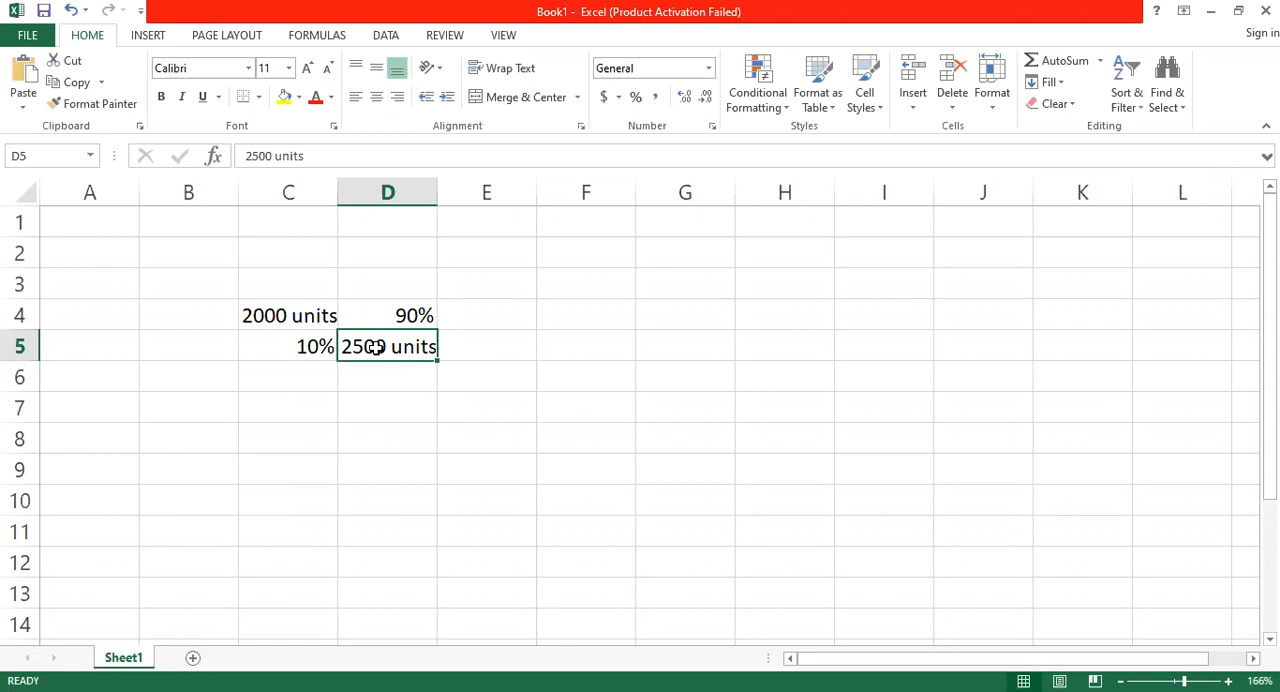 Book1 - Excel (Product Activation Failed)
?
FILE HOME INSERT PAGE LAYOUT FORMULAS DATA REVIEW VIEW Sign in
Paste
Cut
Copy
Format Painter
Clipboard
Calibri 11
B I U
Font
Wrap Text
Merge & Center
Alignment
General
$ % ,
Number
Conditional Formatting
Format as Table
Cell Styles
Styles
Insert Delete Format
Cells
AutoSum
Fill
Clear
Sort & Filter
Find & Select
Editing
D5 fx 2500 units
A B C D E F G H I J K L
1
2
3
4 2000 units 90%
5 10% 2500 units
6
7
8
9
10
11
12
13
14
Sheet1
READY 166%